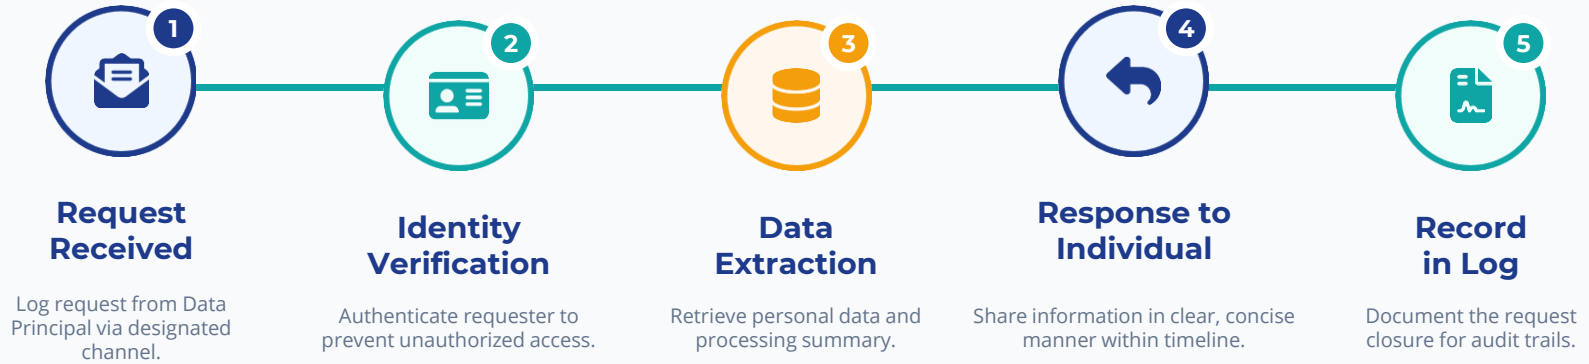 1
Request
Received
Log request from Data
Principal via designated
channel.
2
Identity
Verification
Authenticate requester to
prevent unauthorized access.
3
Data
Extraction
Retrieve personal data and
processing summary.
4
Response to
Individual
Share information in clear, concise
manner within timeline.
5
Record
in Log
Document the request
closure for audit trails.